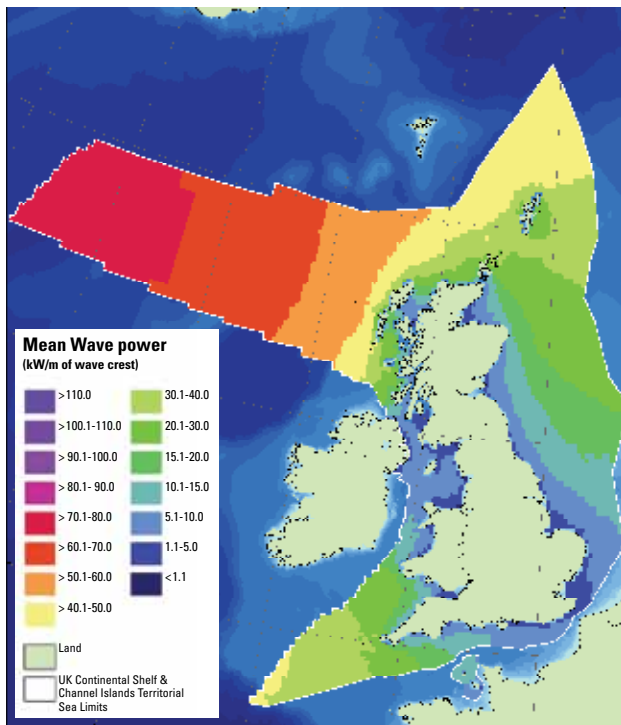 Mean Wave power
(kW/m of wave crest)
>110.0
>100.1-110.0
> 90.1-100.0
> 80.1- 90.0
> 70.1-80.0
> 60.1-70.0
> 50.1-60.0
> 40.1-50.0
30.1-40.0
20.1-30.0
15.1-20.0
10.1-15.0
5.1-10.0
1.1-5.0
<1.1
Land
UK Continental Shelf &
Channel Islands Territorial
Sea Limits